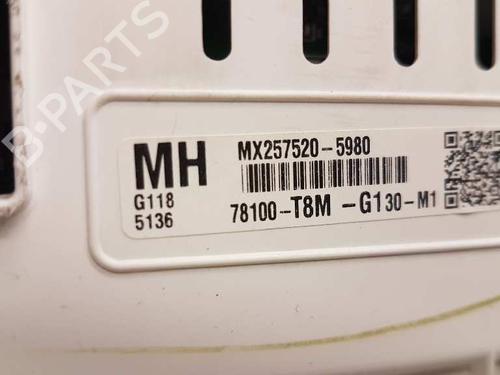 B-PARTS
MH
MX257520-5980
G118
5136
78100-T8M -G130-M1